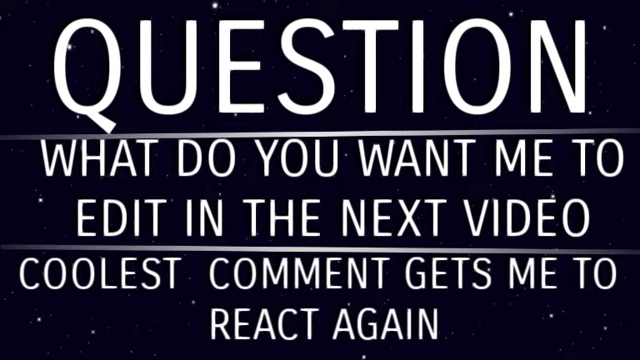 QUESTION
WHAT DO YOU WANT ME TO
EDIT IN THE NEXT VIDEO
COOLEST COMMENT GETS ME TO
REACT AGAIN